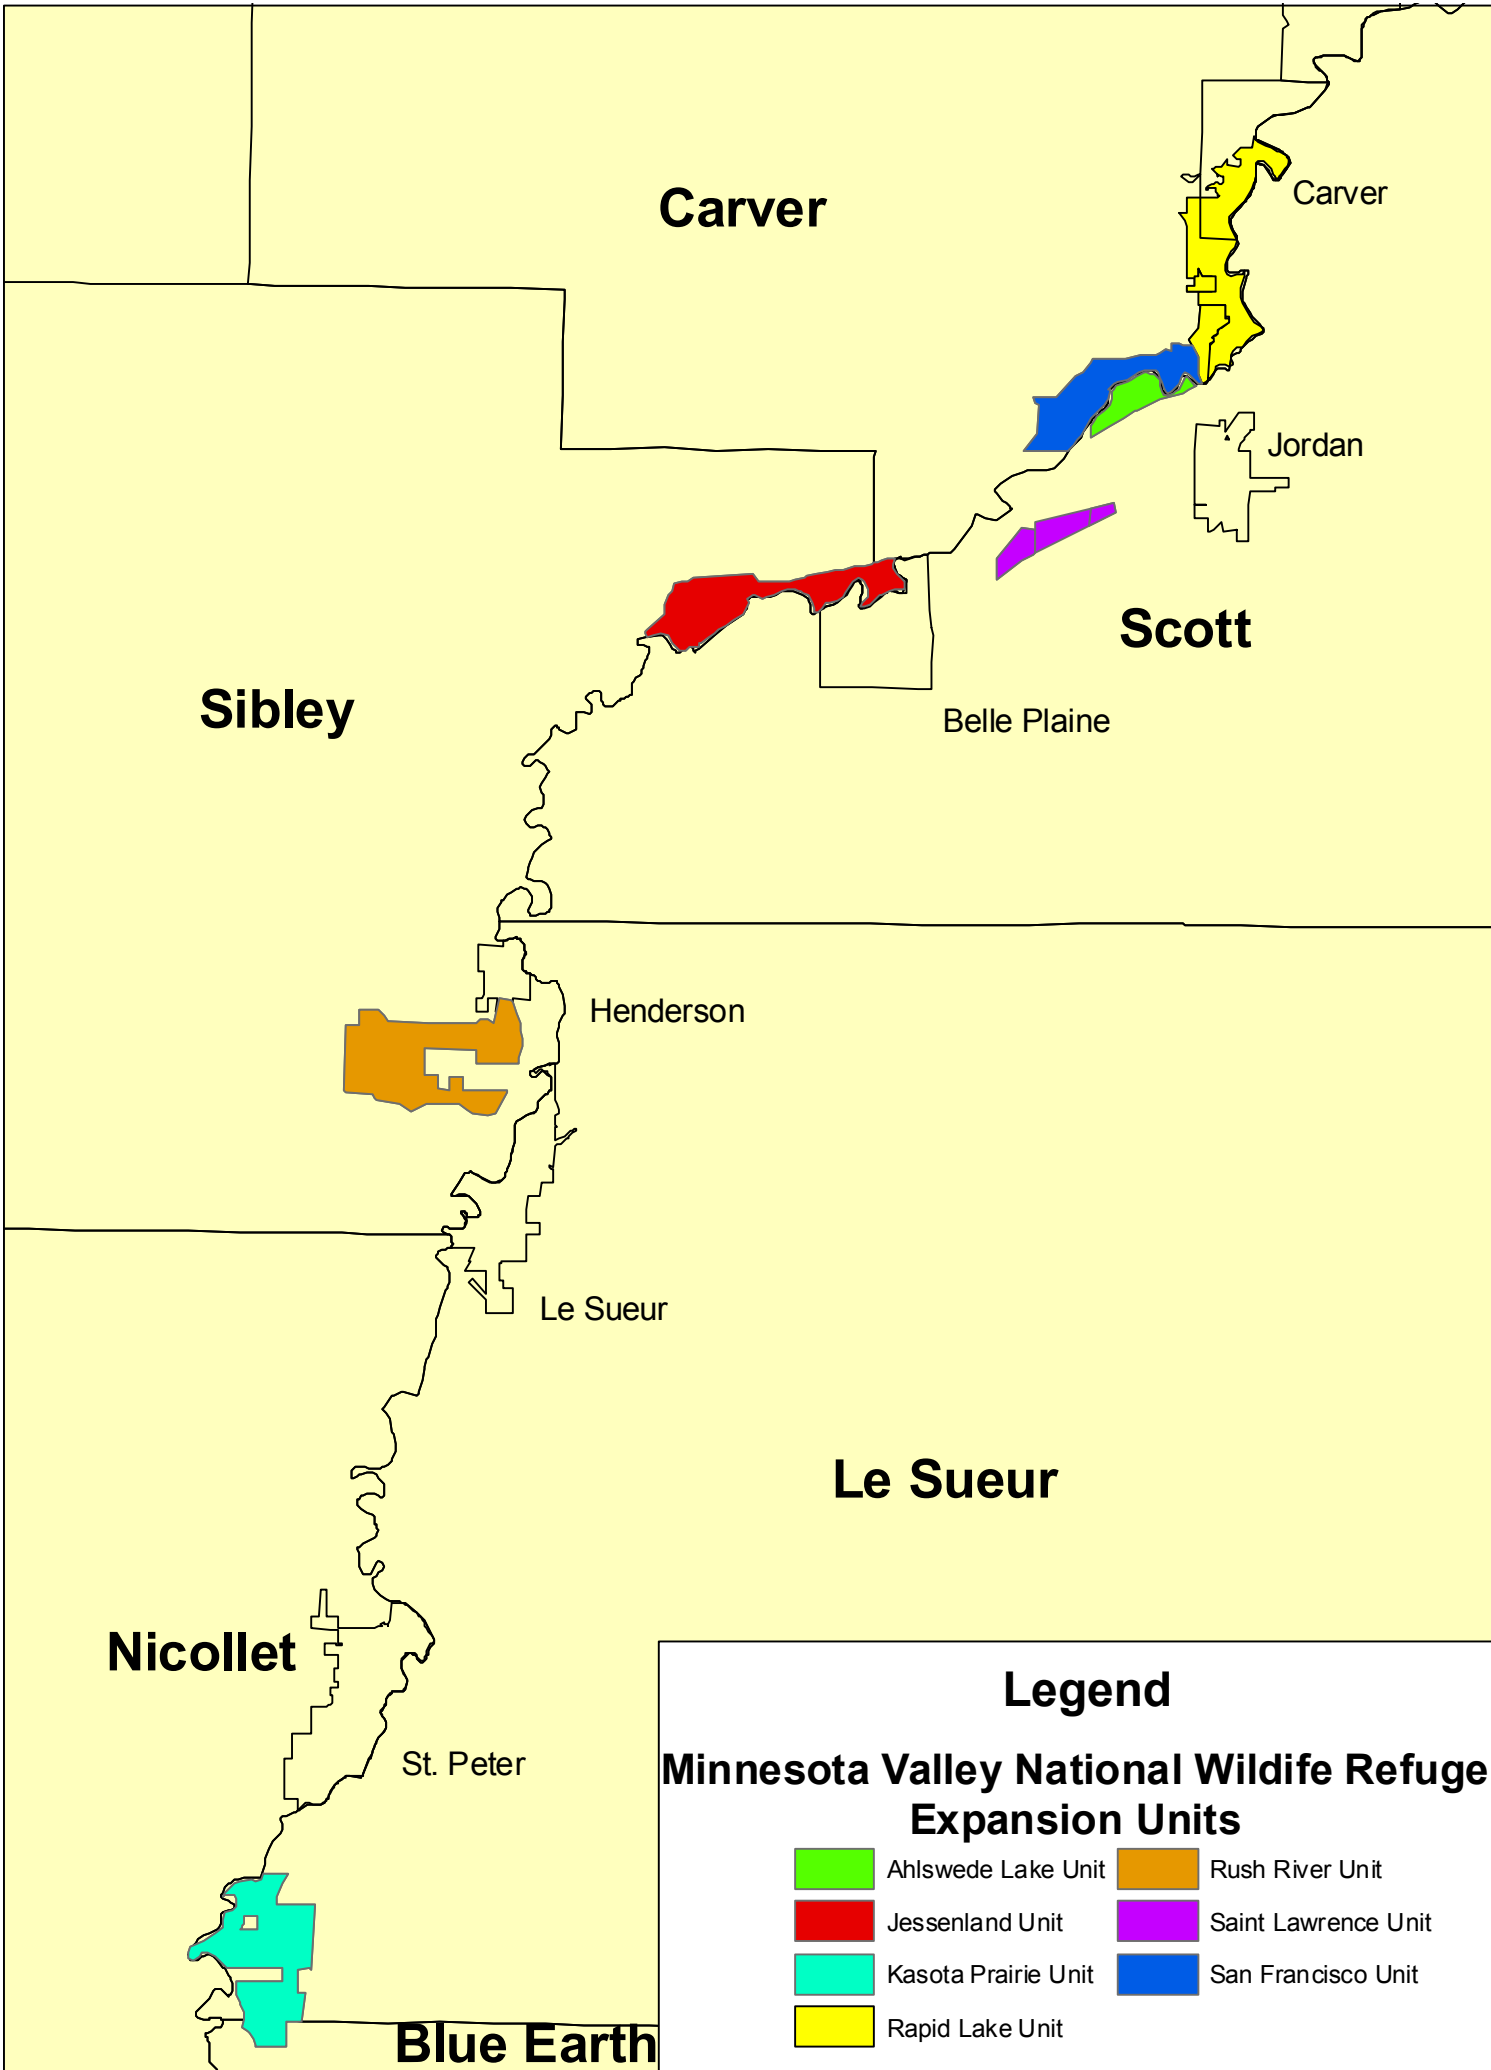 Carver
Carver
Jordan
Scott
Sibley
Belle Plaine
Henderson
Le Sueur
Le Sueur
Nicollet
St. Peter
Blue Earth
Legend
Minnesota Valley National Wildife Refuge
Expansion Units
Ahlswede Lake Unit
Rush River Unit
Jessenland Unit
Saint Lawrence Unit
Kasota Prairie Unit
San Francisco Unit
Rapid Lake Unit